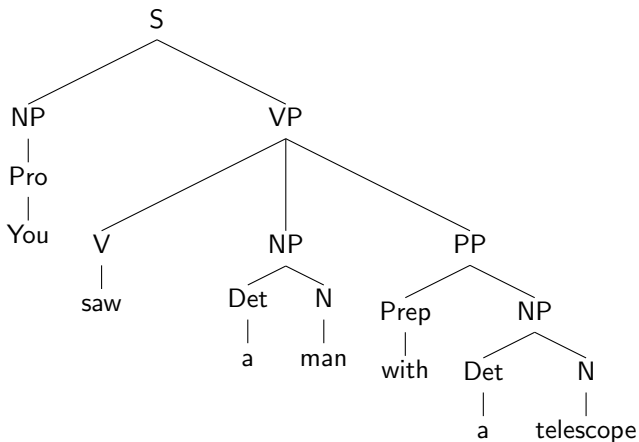 S
NP VP
Pro
You V NP PP
saw Det N Prep NP
a man with Det N
a telescope